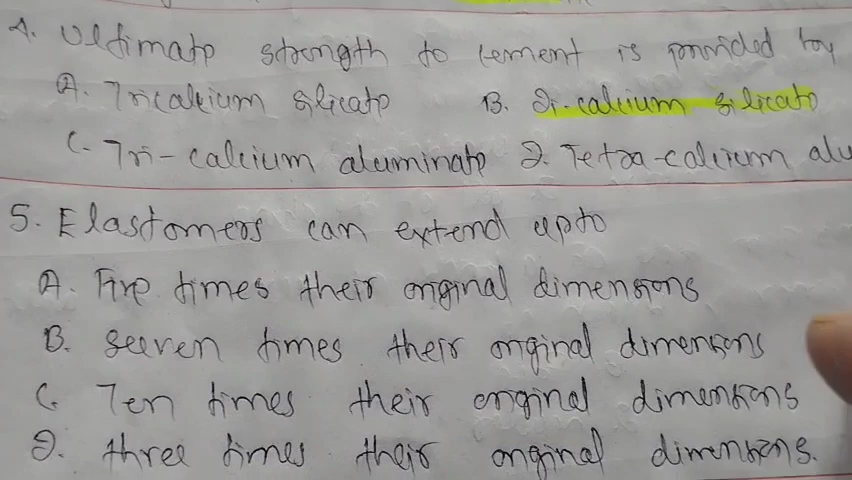 4. Ultimate strength to cement is provided by
A. Tricalcium silicate B. Di-calcium silicate
C. Tri-calcium aluminate D. Tetra-calcium alu
5. Elastomers can extend upto
A. Five times their original dimensions
B. Seeven times their original dimensions
C. Ten times their original dimensions
D. three times their original dimensions.